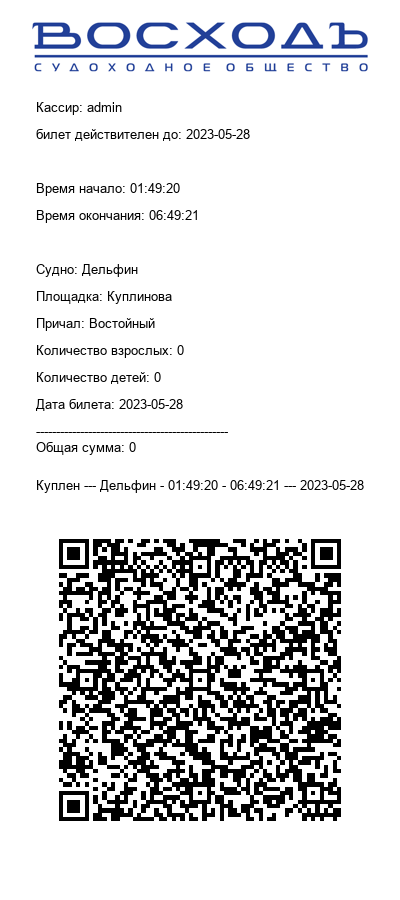 ВОСХОДЪ
СУДОХОДНОЕ ОБЩЕСТВО
Кассир: admin
билет действителен до: 2023-05-28
Время начало: 01:49:20
Время окончания: 06:49:21
Судно: Дельфин
Площадка: Куплинова
Причал: Востойный
Количество взрослых: 0
Количество детей: 0
Дата билета: 2023-05-28
------------------------------------------------
Общая сумма: 0
Куплен --- Дельфин - 01:49:20 - 06:49:21 --- 2023-05-28